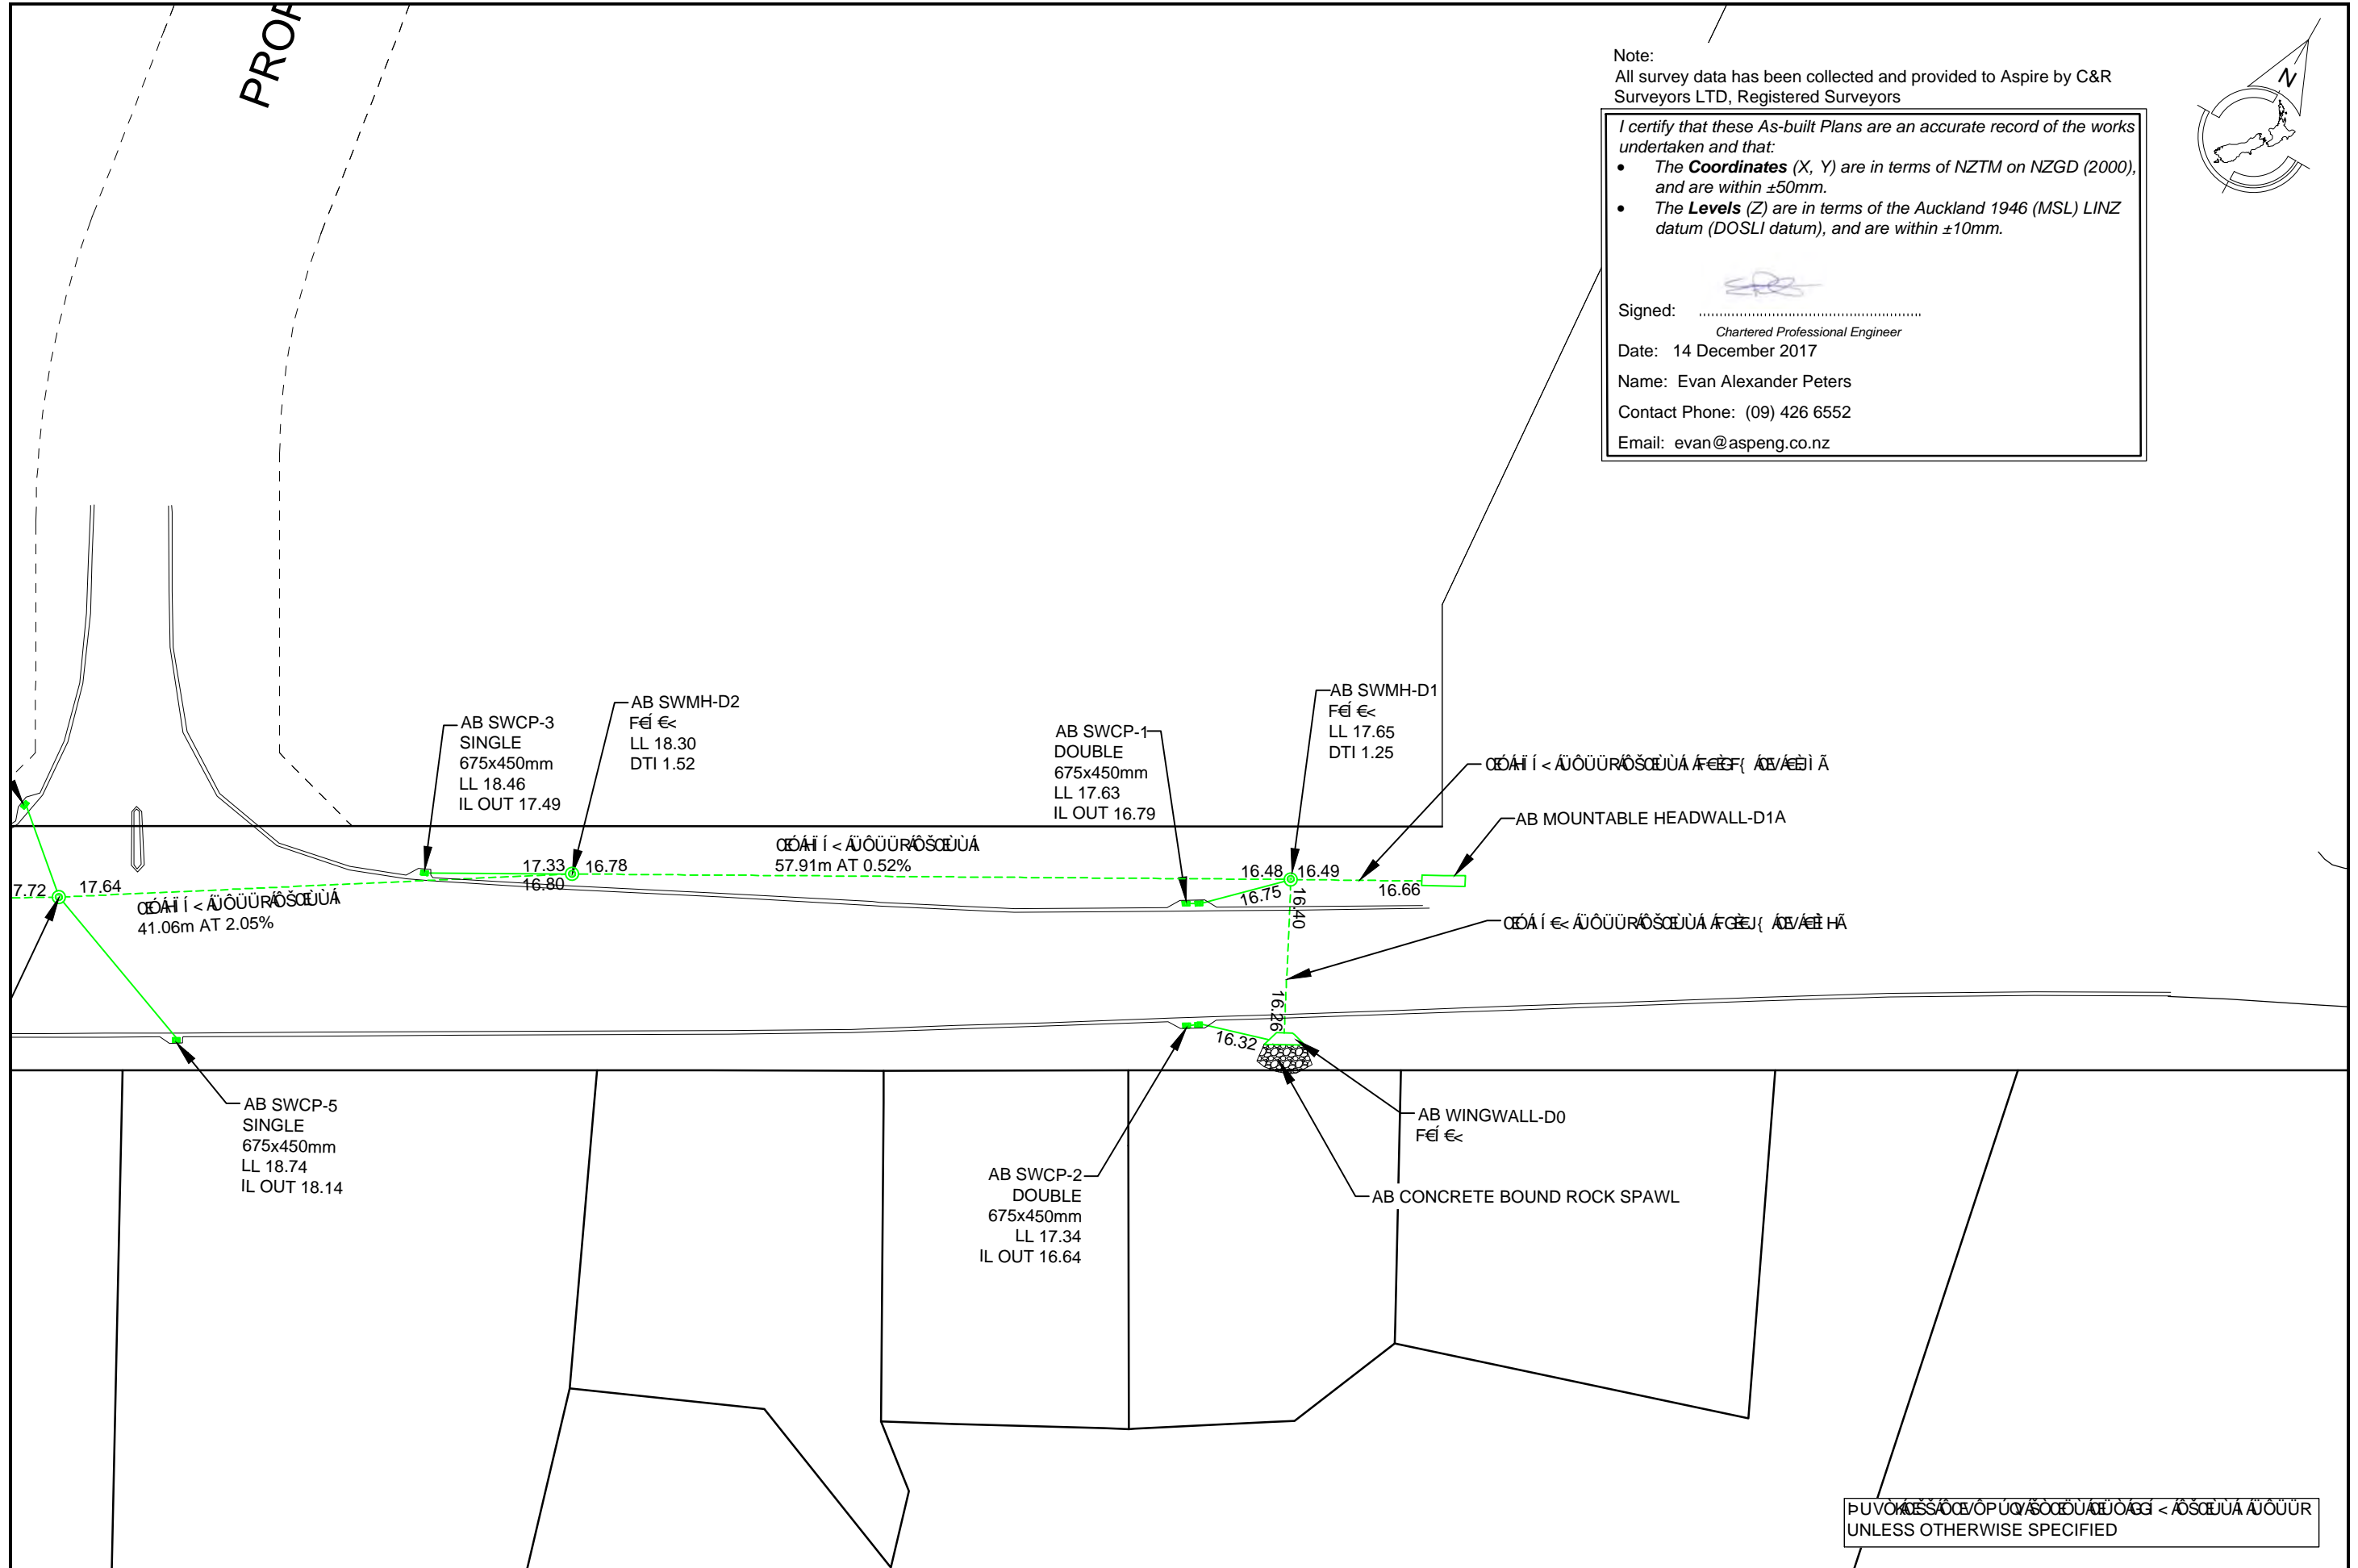 PROP
Note:
All survey data has been collected and provided to Aspire by C&R
Surveyors LTD, Registered Surveyors
I certify that these As-built Plans are an accurate record of the works
undertaken and that:
• The Coordinates (X, Y) are in terms of NZTM on NZGD (2000),
and are within ±50mm.
• The Levels (Z) are in terms of the Auckland 1946 (MSL) LINZ
datum (DOSLI datum), and are within ±10mm.
Signed:
Chartered Professional Engineer
Date: 14 December 2017
Name: Evan Alexander Peters
Contact Phone: (09) 426 6552
Email: evan@aspeng.co.nz
N
AB SWCP-3
SINGLE
675x450mm
LL 18.46
IL OUT 17.49
AB SWMH-D2
LL 18.30
DTI 1.52
AB SWCP-1
DOUBLE
675x450mm
LL 17.63
IL OUT 16.79
AB SWMH-D1
LL 17.65
DTI 1.25
AB MOUNTABLE HEADWALL-D1A
57.91m AT 0.52%
17.33
16.78
16.80
16.48
16.49
16.75
16.40
16.66
7.72
17.64
41.06m AT 2.05%
16.26
16.32
AB SWCP-5
SINGLE
675x450mm
LL 18.74
IL OUT 18.14
AB SWCP-2
DOUBLE
675x450mm
LL 17.34
IL OUT 16.64
AB WINGWALL-D0
AB CONCRETE BOUND ROCK SPAWL
UNLESS OTHERWISE SPECIFIED